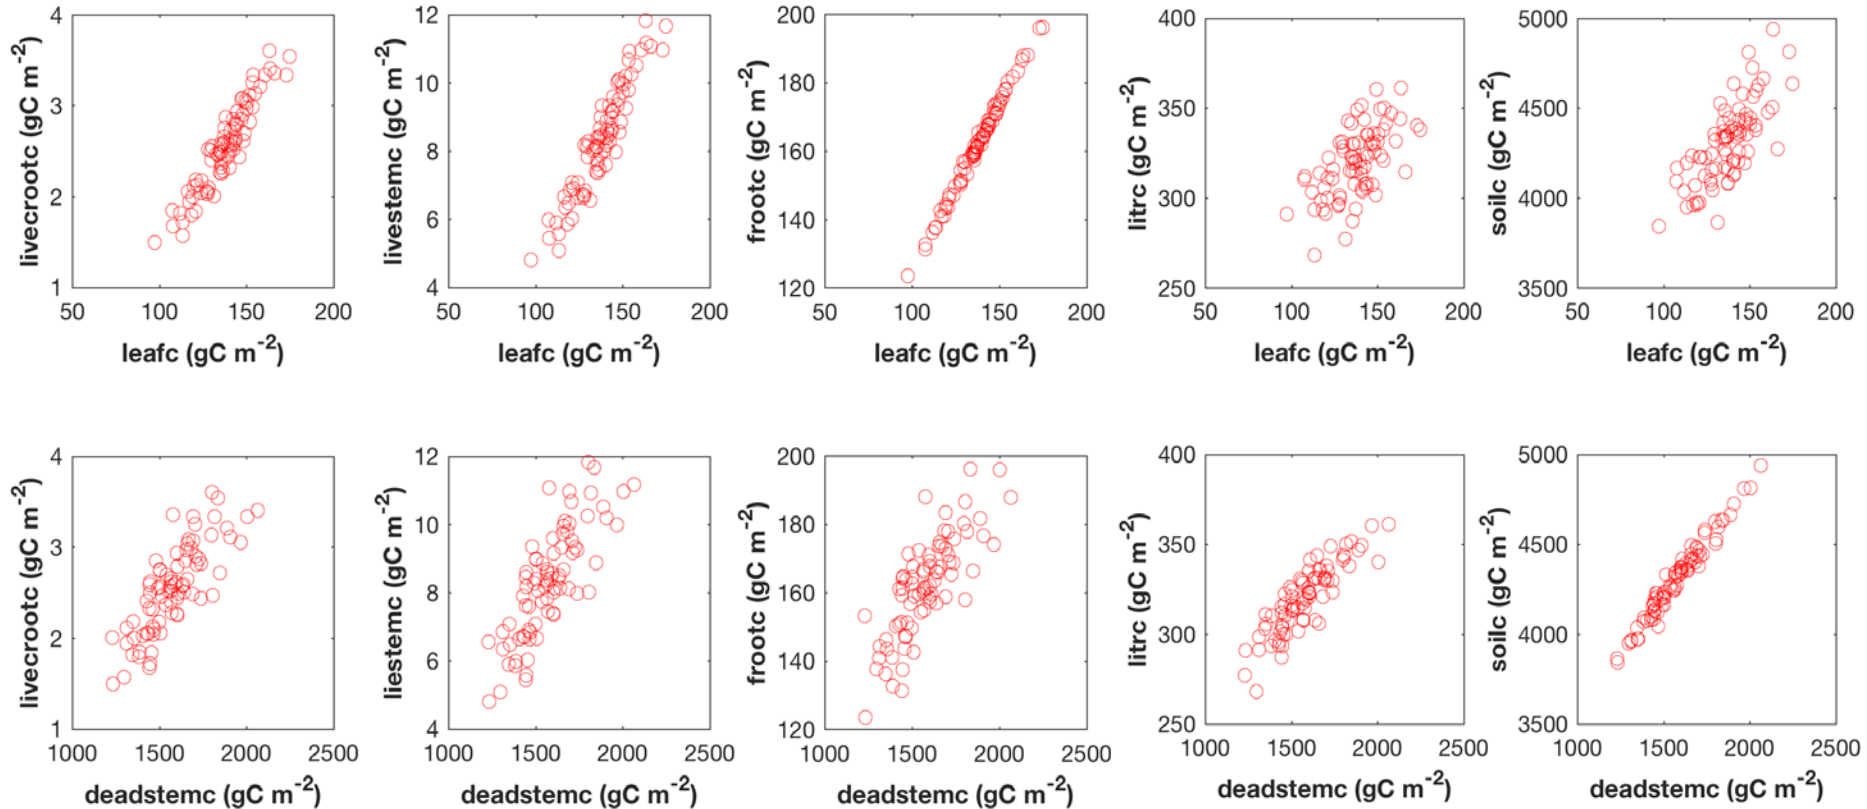 4
3
2
1
livecrootc (gC m⁻²)
50 100 150 200
leafc (gC m⁻²)
12
10
8
6
4
livestemc (gC m⁻²)
50 100 150 200
leafc (gC m⁻²)
200
180
160
140
120
frootc (gC m⁻²)
50 100 150 200
leafc (gC m⁻²)
400
350
300
250
litrc (gC m⁻²)
50 100 150 200
leafc (gC m⁻²)
5000
4500
4000
3500
soilc (gC m⁻²)
50 100 150 200
leafc (gC m⁻²)
4
3
2
1
livecrootc (gC m⁻²)
1000 1500 2000 2500
deadstemc (gC m⁻²)
12
10
8
6
4
liestemc (gC m⁻²)
1000 1500 2000 2500
deadstemc (gC m⁻²)
200
180
160
140
120
frootc (gC m⁻²)
1000 1500 2000 2500
deadstemc (gC m⁻²)
400
350
300
250
litrc (gC m⁻²)
1000 1500 2000 2500
deadstemc (gC m⁻²)
5000
4500
4000
3500
soilc (gC m⁻²)
1000 1500 2000 2500
deadstemc (gC m⁻²)